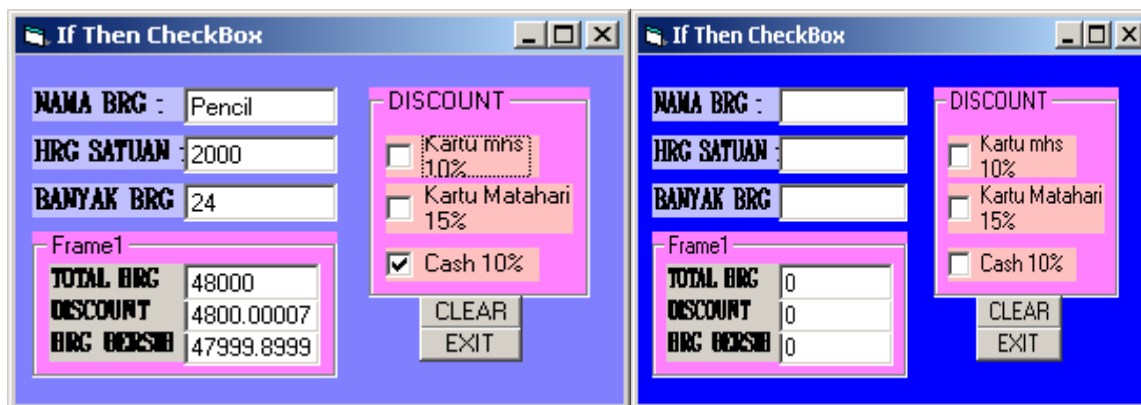 If Then CheckBox
NAMA BRG : Pencil
HRG SATUAN : 2000
BANYAK BRG 24
DISCOUNT
Kartu mhs
10%
Kartu Matahari
15%
Cash 10%
Frame1
TOTAL BRG 48000
DISCOUNT 4800.00007
HRG BERSIH 47999.8999
CLEAR
EXIT
If Then CheckBox
NAMA BRG :
HRG SATUAN :
BANYAK BRG
DISCOUNT
Kartu mhs
10%
Kartu Matahari
15%
Cash 10%
Frame1
TOTAL BRG 0
DISCOUNT 0
HRG BERSIH 0
CLEAR
EXIT